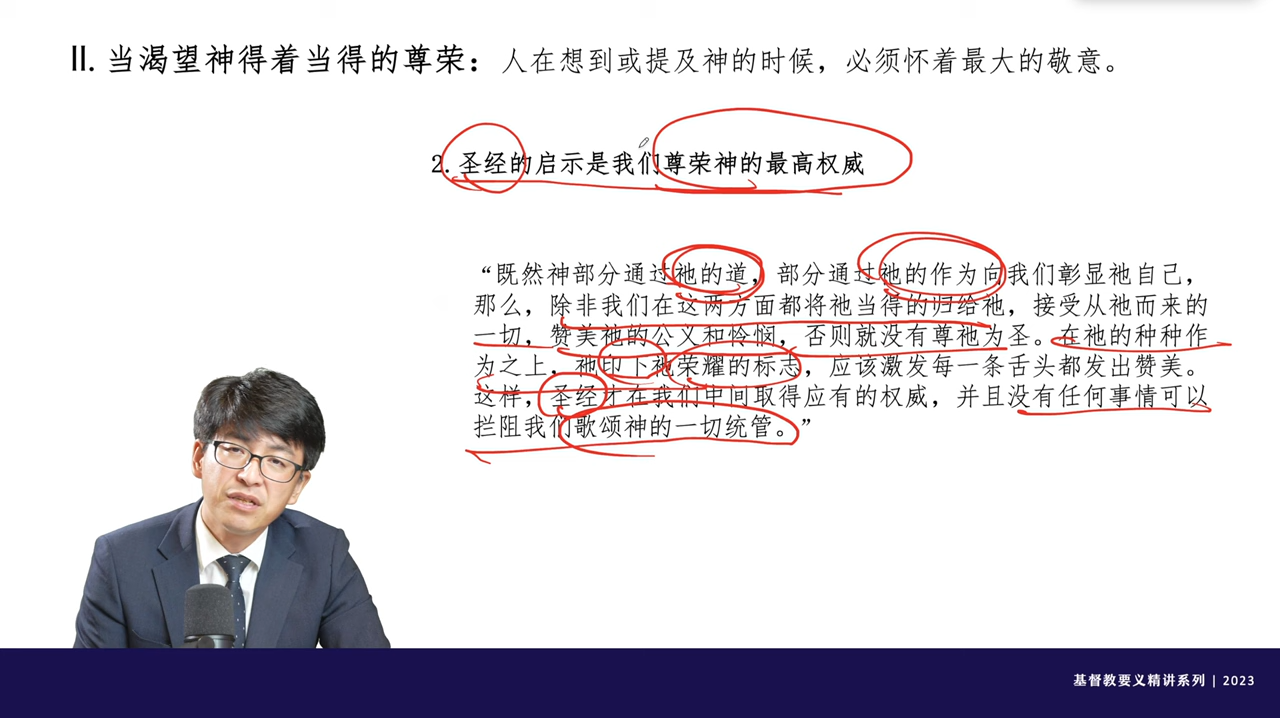 II. 当渴望神得着当得的尊荣：人在想到或提及神的时候，必须怀着最大的敬意。
2. 圣经的启示是我们尊荣神的最高权威
“既然神部分通过祂的道，部分通过祂的作为向我们彰显祂自己，
那么，除非我们在这两方面都将祂当得的归给祂，接受从祂而来的
一切，赞美祂的公义和怜悯，否则就没有尊祂为圣。在祂的种种作
为之上，祂印下祂荣耀的标志，应该激发每一条舌头都发出赞美。
这样，圣经才在我们中间取得应有的权威，并且没有任何事情可以
拦阻我们歌颂神的一切统管。”
基督教要义精讲系列 | 2023